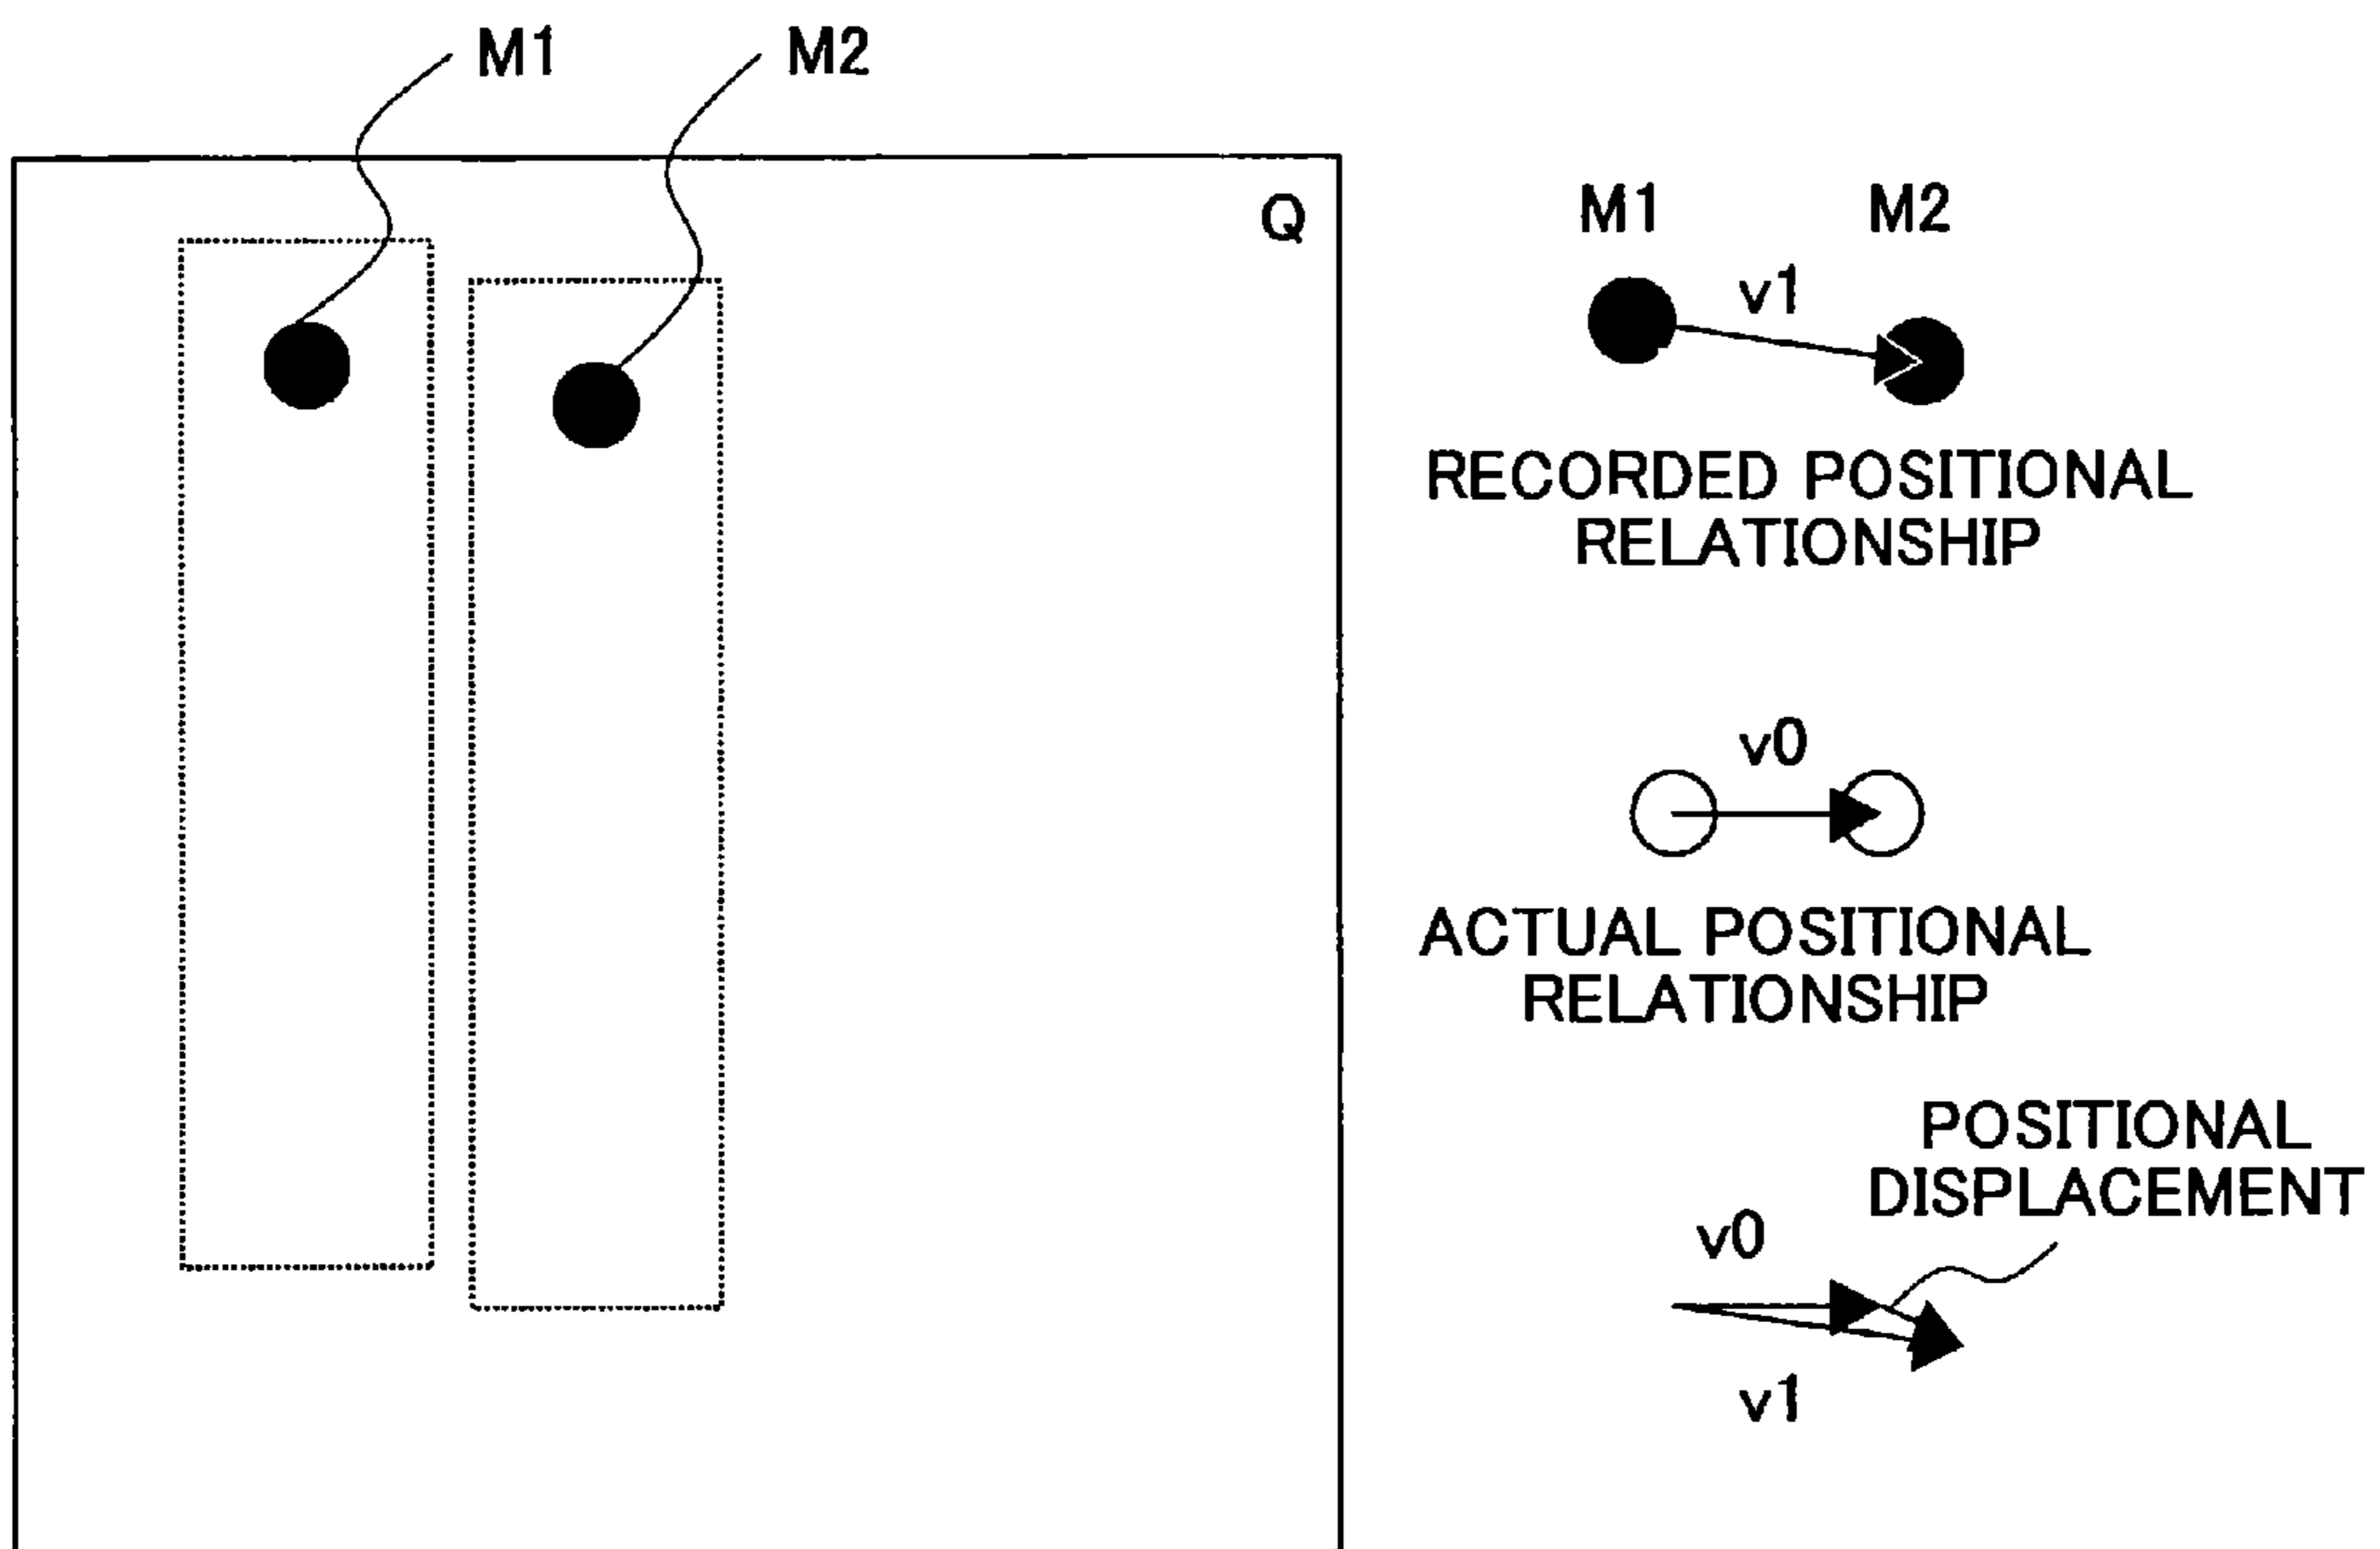 M1
M2
Q
M1
M2
v1
RECORDED POSITIONAL
RELATIONSHIP
v0
ACTUAL POSITIONAL
RELATIONSHIP
POSITIONAL
DISPLACEMENT
v0
v1